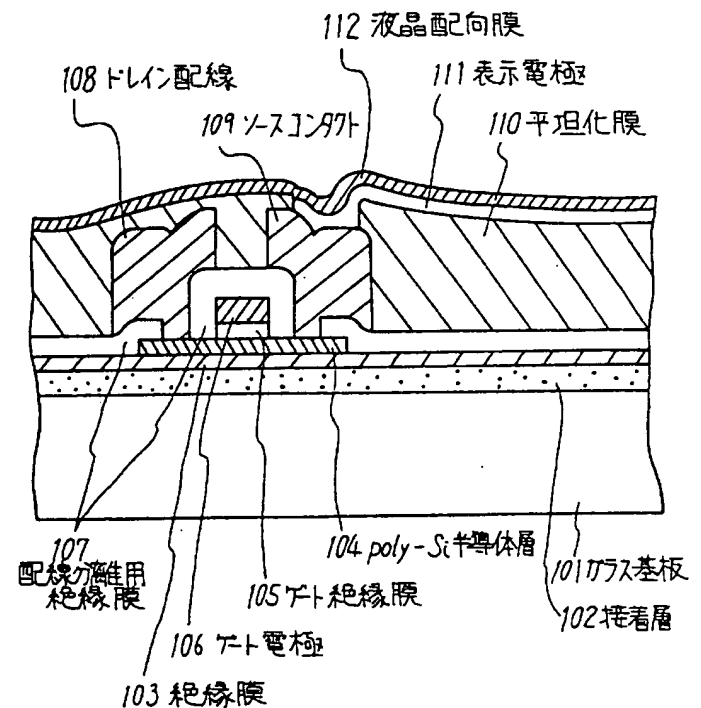 112 液晶配向膜
108 ドレイン配線
111 表示電極
109 ソースコンタクト
110 平坦化膜
107
配線分離用
絶縁膜
104 poly-Si半導体層
101 ガラス基板
105 ゲート絶縁膜
102 接着層
106 ゲート電極
103 絶縁膜